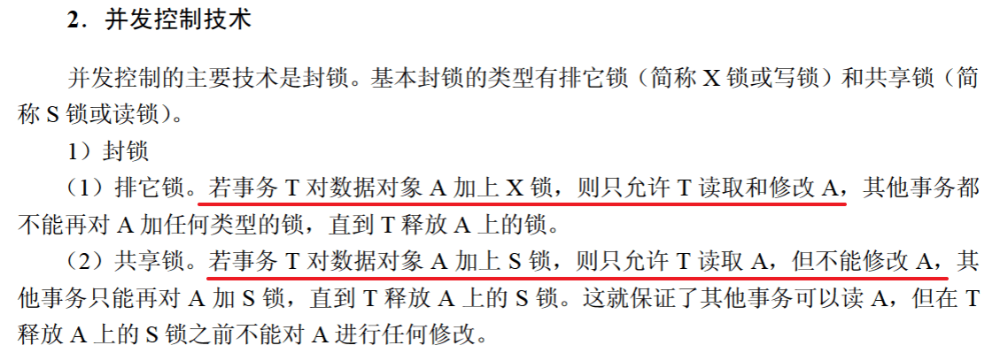 2．并发控制技术
并发控制的主要技术是封锁。基本封锁的类型有排它锁（简称 X 锁或写锁）和共享锁（简
称 S 锁或读锁）。
1）封锁
（1）排它锁。若事务 T 对数据对象 A 加上 X 锁，则只允许 T 读取和修改 A，其他事务都
不能再对 A 加任何类型的锁，直到 T 释放 A 上的锁。
（2）共享锁。若事务 T 对数据对象 A 加上 S 锁，则只允许 T 读取 A，但不能修改 A，其
他事务只能再对 A 加 S 锁，直到 T 释放 A 上的 S 锁。这就保证了其他事务可以读 A，但在 T
释放 A 上的 S 锁之前不能对 A 进行任何修改。